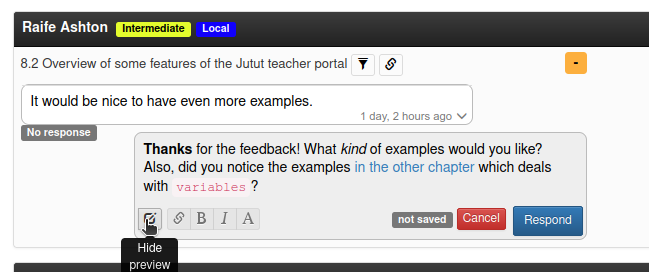 Raife Ashton Intermediate Local
8.2 Overview of some features of the Jutut teacher portal -
It would be nice to have even more examples.
1 day, 2 hours ago
No response
Thanks for the feedback! What kind of examples would you like?
Also, did you notice the examples in the other chapter which deals
with variables ?
B I A not saved Cancel Respond
Hide
preview